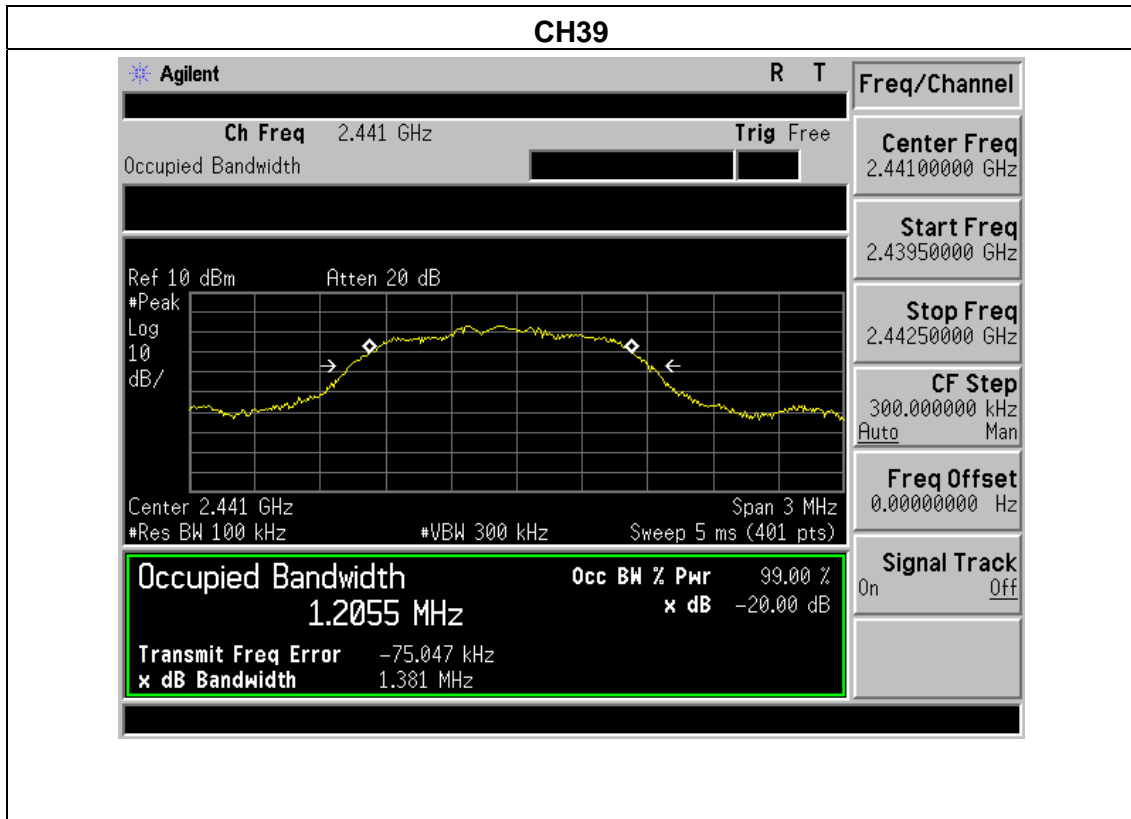 CH39
Agilent R T
Ch Freq 2.441 GHz Trig Free
Occupied Bandwidth
Ref 10 dBm Atten 20 dB
#Peak
Log
10
dB/
Center 2.441 GHz Span 3 MHz
#Res BW 100 kHz #VBW 300 kHz Sweep 5 ms (401 pts)
Occupied Bandwidth Occ BW % Pwr 99.00 %
1.2055 MHz x dB -20.00 dB
Transmit Freq Error -75.047 kHz
x dB Bandwidth 1.381 MHz
Freq/Channel
Center Freq
2.44100000 GHz
Start Freq
2.43950000 GHz
Stop Freq
2.44250000 GHz
CF Step
300.000000 kHz
Auto Man
Freq Offset
0.00000000 Hz
Signal Track
On Off